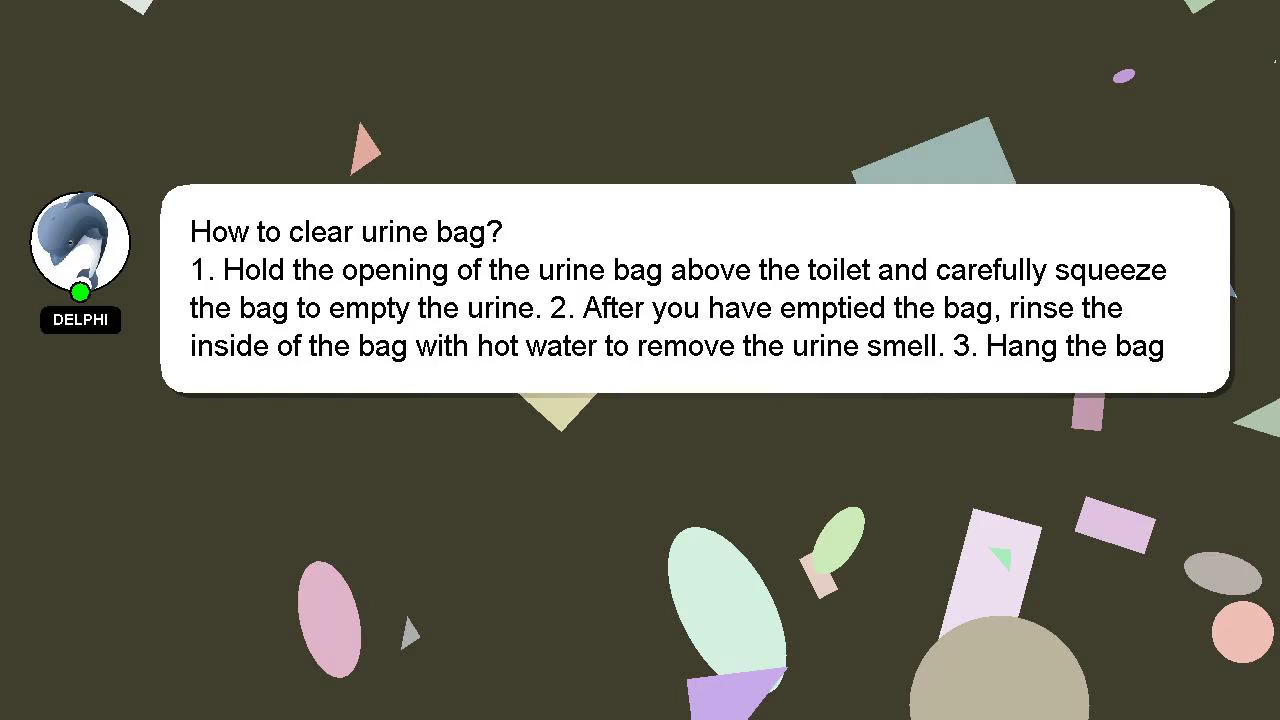 How to clear urine bag?
1. Hold the opening of the urine bag above the toilet and carefully squeeze
the bag to empty the urine. 2. After you have emptied the bag, rinse the
inside of the bag with hot water to remove the urine smell. 3. Hang the bag
DELPHI